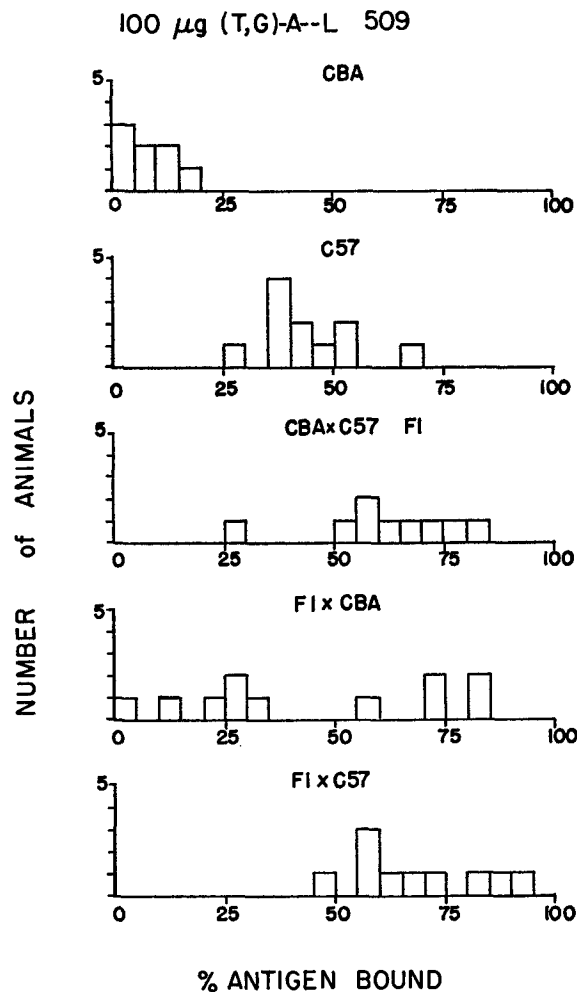 100 µg (T,G)-A--L 509
CBA
5
0 25 50 75 100
C57
5
25 50 75 100
CBA×C57 F1
5
0 25 50 75 100
F1×CBA
5
0 25 50 75 100
F1×C57
5
0 25 50 75 100
NUMBER of ANIMALS
% ANTIGEN BOUND